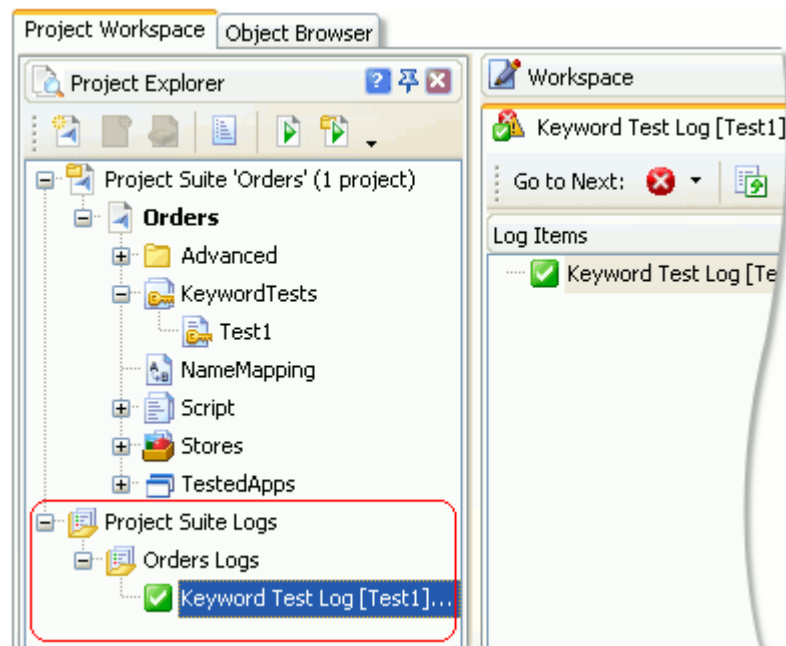 Project Workspace
Object Browser
Project Explorer
Project Suite 'Orders' (1 project)
Orders
Advanced
KeywordTests
Test1
NameMapping
Script
Stores
TestedApps
Project Suite Logs
Orders Logs
Keyword Test Log [Test1]...
Workspace
Keyword Test Log [Test1]
Go to Next:
Log Items
Keyword Test Log [Te